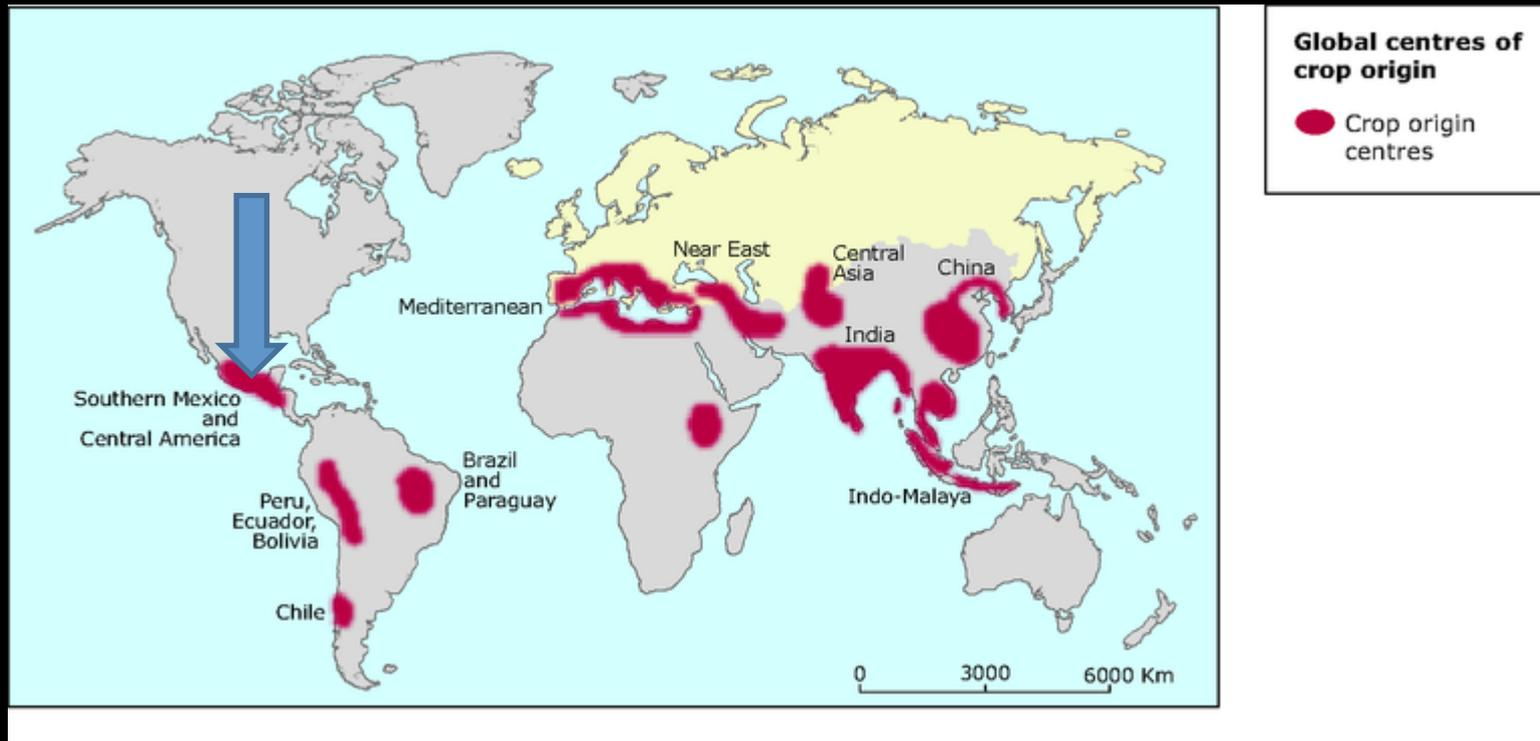 Global centres of
crop origin
Crop origin
centres
Near East
Central
Asia
China
Mediterranean
India
Southern Mexico
and
Central America
Brazil
and
Paraguay
Peru,
Ecuador,
Bolivia
Indo-Malaya
Chile
0 3000 6000 Km